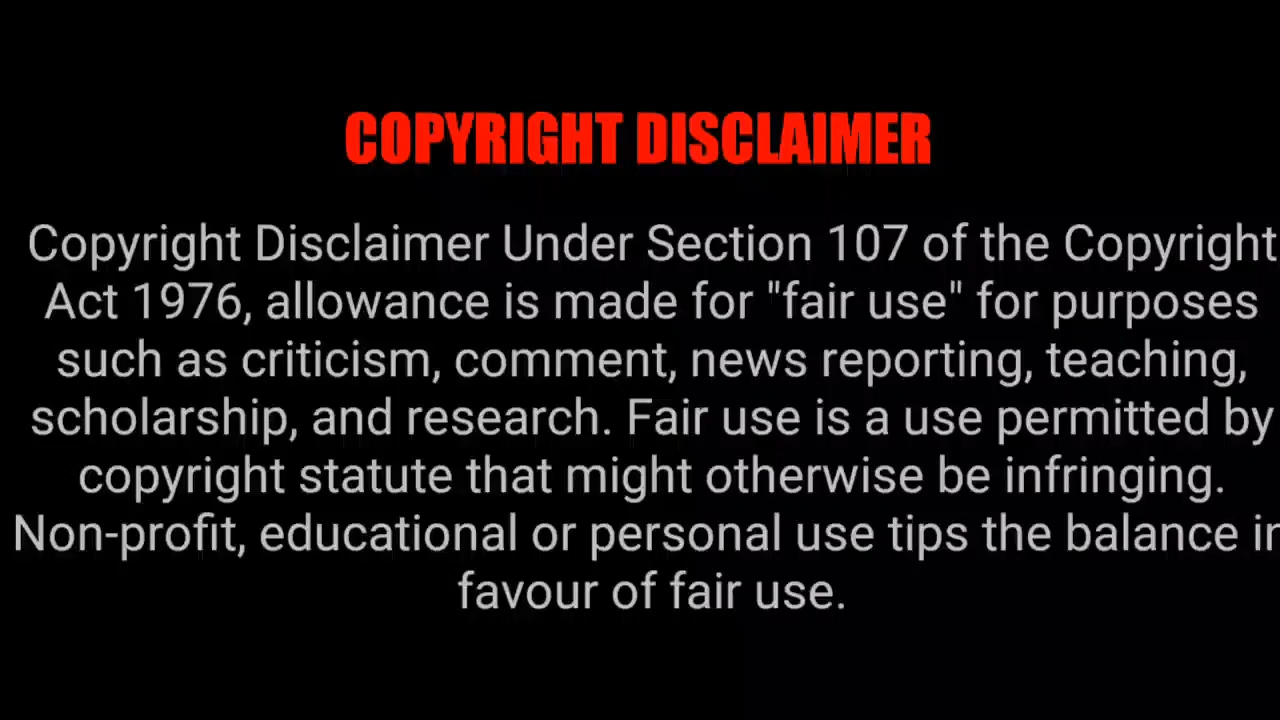 COPYRIGHT DISCLAIMER
Copyright Disclaimer Under Section 107 of the Copyright
Act 1976, allowance is made for "fair use" for purposes
such as criticism, comment, news reporting, teaching,
scholarship, and research. Fair use is a use permitted by
copyright statute that might otherwise be infringing.
Non-profit, educational or personal use tips the balance in
favour of fair use.